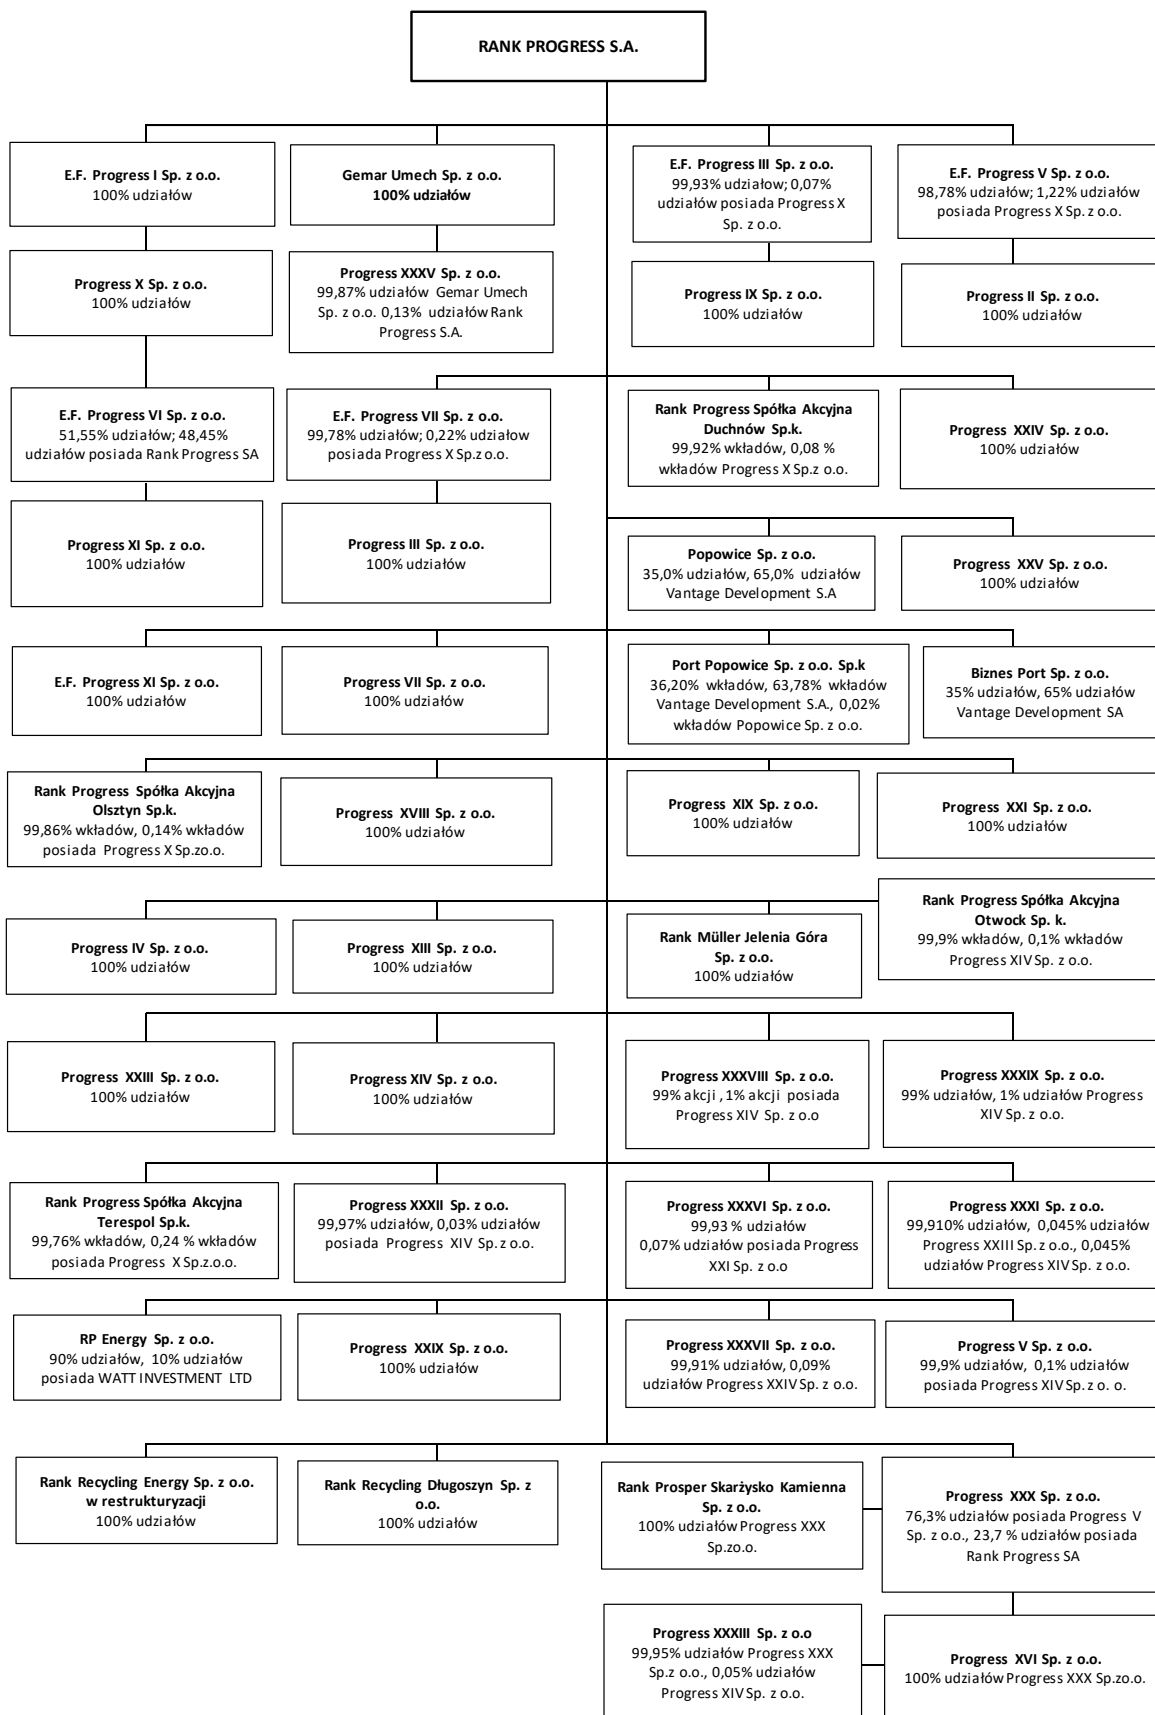 RANK PROGRESS S.A.
E.F. Progress I Sp. z o.o.
100% udziałów
Gemar Umech Sp. z o.o.
100% udziałów
E.F. Progress III Sp. z o.o.
99,93% udziałow; 0,07%
udziałów posiada Progress X
Sp. z o.o.
E.F. Progress V Sp. z o.o.
98,78% udziałów; 1,22% udziałów
posiada Progress X Sp. z o.o.
Progress X Sp. z o.o.
100% udziałów
Progress XXXV Sp. z o.o.
99,87% udziałów Gemar Umech
Sp. z o.o. 0,13% udziałów Rank
Progress S.A.
Progress IX Sp. z o.o.
100% udziałów
Progress II Sp. z o.o.
100% udziałów
E.F. Progress VI Sp. z o.o.
51,55% udziałów; 48,45%
udziałów posiada Rank Progress SA
E.F. Progress VII Sp. z o.o.
99,78% udziałów; 0,22% udziałow
posiada Progress X Sp.z o.o.
Rank Progress Spółka Akcyjna
Duchnów Sp.k.
99,92% wkładów, 0,08 %
wkładów Progress X Sp.z o.o.
Progress XXIV Sp. z o.o.
100% udziałów
Progress XI Sp. z o.o.
100% udziałów
Progress III Sp. z o.o.
100% udziałów
Popowice Sp. z o.o.
35,0% udziałów, 65,0% udziałów
Vantage Development S.A
Progress XXV Sp. z o.o.
100% udziałów
E.F. Progress XI Sp. z o.o.
100% udziałów
Progress VII Sp. z o.o.
100% udziałów
Port Popowice Sp. z o.o. Sp.k
36,20% wkładów, 63,78% wkładów
Vantage Development S.A., 0,02%
wkładów Popowice Sp. z o.o.
Biznes Port Sp. z o.o.
35% udziałów, 65% udziałów
Vantage Development SA
Rank Progress Spółka Akcyjna
Olsztyn Sp.k.
99,86% wkładów, 0,14% wkładów
posiada Progress X Sp.zo.o.
Progress XVIII Sp. z o.o.
100% udziałów
Progress XIX Sp. z o.o.
100% udziałów
Progress XXI Sp. z o.o.
100% udziałów
Progress IV Sp. z o.o.
100% udziałów
Progress XIII Sp. z o.o.
100% udziałów
Rank Müller Jelenia Góra
Sp. z o.o.
100% udziałów
Rank Progress Spółka Akcyjna
Otwock Sp. k.
99,9% wkładów, 0,1% wkładów
Progress XIV Sp. z o.o.
Progress XXIII Sp. z o.o.
100% udziałów
Progress XIV Sp. z o.o.
100% udziałów
Progress XXXVIII Sp. z o.o.
99% akcji ,1% akcji posiada
Progress XIV Sp. z o.o
Progress XXXIX Sp. z o.o.
99% udziałów, 1% udziałów Progress
XIV Sp. z o.o.
Rank Progress Spółka Akcyjna
Terespol Sp.k.
99,76% wkładów, 0,24 % wkładów
posiada Progress X Sp.z.o.o.
Progress XXXII Sp. z o.o.
99,97% udziałów, 0,03% udziałów
posiada Progress XIV Sp. z o.o.
Progress XXXVI Sp. z o.o.
99,93 % udziałów
0,07% udziałów posiada Progress
XXI Sp. z o.o
Progress XXXI Sp. z o.o.
99,910% udziałów, 0,045% udziałów
Progress XXIII Sp. z o.o., 0,045%
udziałów Progress XIV Sp. z o.o.
RP Energy Sp. z o.o.
90% udziałów, 10% udziałów
posiada WATT INVESTMENT LTD
Progress XXIX Sp. z o.o.
100% udziałów
Progress XXXVII Sp. z o.o.
99,91% udziałów, 0,09%
udziałów Progress XXIV Sp. z o.o.
Progress V Sp. z o.o.
99,9% udziałów, 0,1% udziałów
posiada Progress XIV Sp. z o. o.
Rank Recycling Energy Sp. z o.o.
w restrukturyzacji
100% udziałów
Rank Recycling Długoszyn Sp. z
o.o.
100% udziałów
Rank Prosper Skarżysko Kamienna
Sp. z o.o.
100% udziałów Progress XXX
Sp.zo.o.
Progress XXX Sp. z o.o.
76,3% udziałów posiada Progress V
Sp. z o.o., 23,7 % udziałów posiada
Rank Progress SA
Progress XXXIII Sp. z o.o
99,95% udziałów Progress XXX
Sp.z o.o., 0,05% udziałów
Progress XIV Sp. z o.o.
Progress XVI Sp. z o.o.
100% udziałów Progress XXX Sp.zo.o.